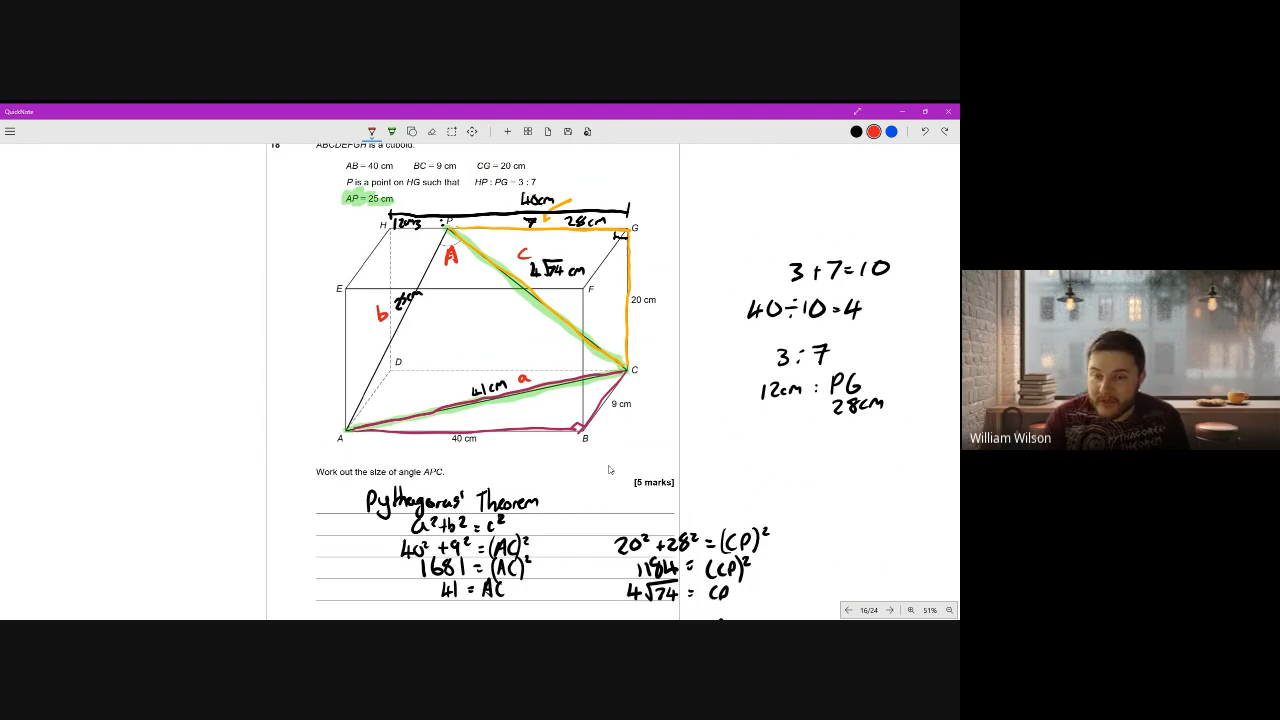 QuickNote
18 ABCDEFGH is a cuboid.
AB = 40 cm BC = 9 cm CG = 20 cm
P is a point on HG such that HP : PG = 3 : 7
AP = 25 cm
40cm
H 12cm 3 : P 7 28cm G
A c
4√74 cm
E F
25cm 20 cm
b
D
C
41cm a
9 cm
A 40 cm B
Work out the size of angle APC.
[5 marks]
Pythagoras' Theorem
a² + b² = c²
40² + 9² = (AC)²
1681 = (AC)²
41 = AC
20² + 28² = (CP)²
1184 = (CP)²
4√74 = CP
3 + 7 = 10
40 ÷ 10 = 4
3 : 7
12cm : PG
28cm
16/24 51%
William Wilson
PYTHAGOREAN
THEOREM